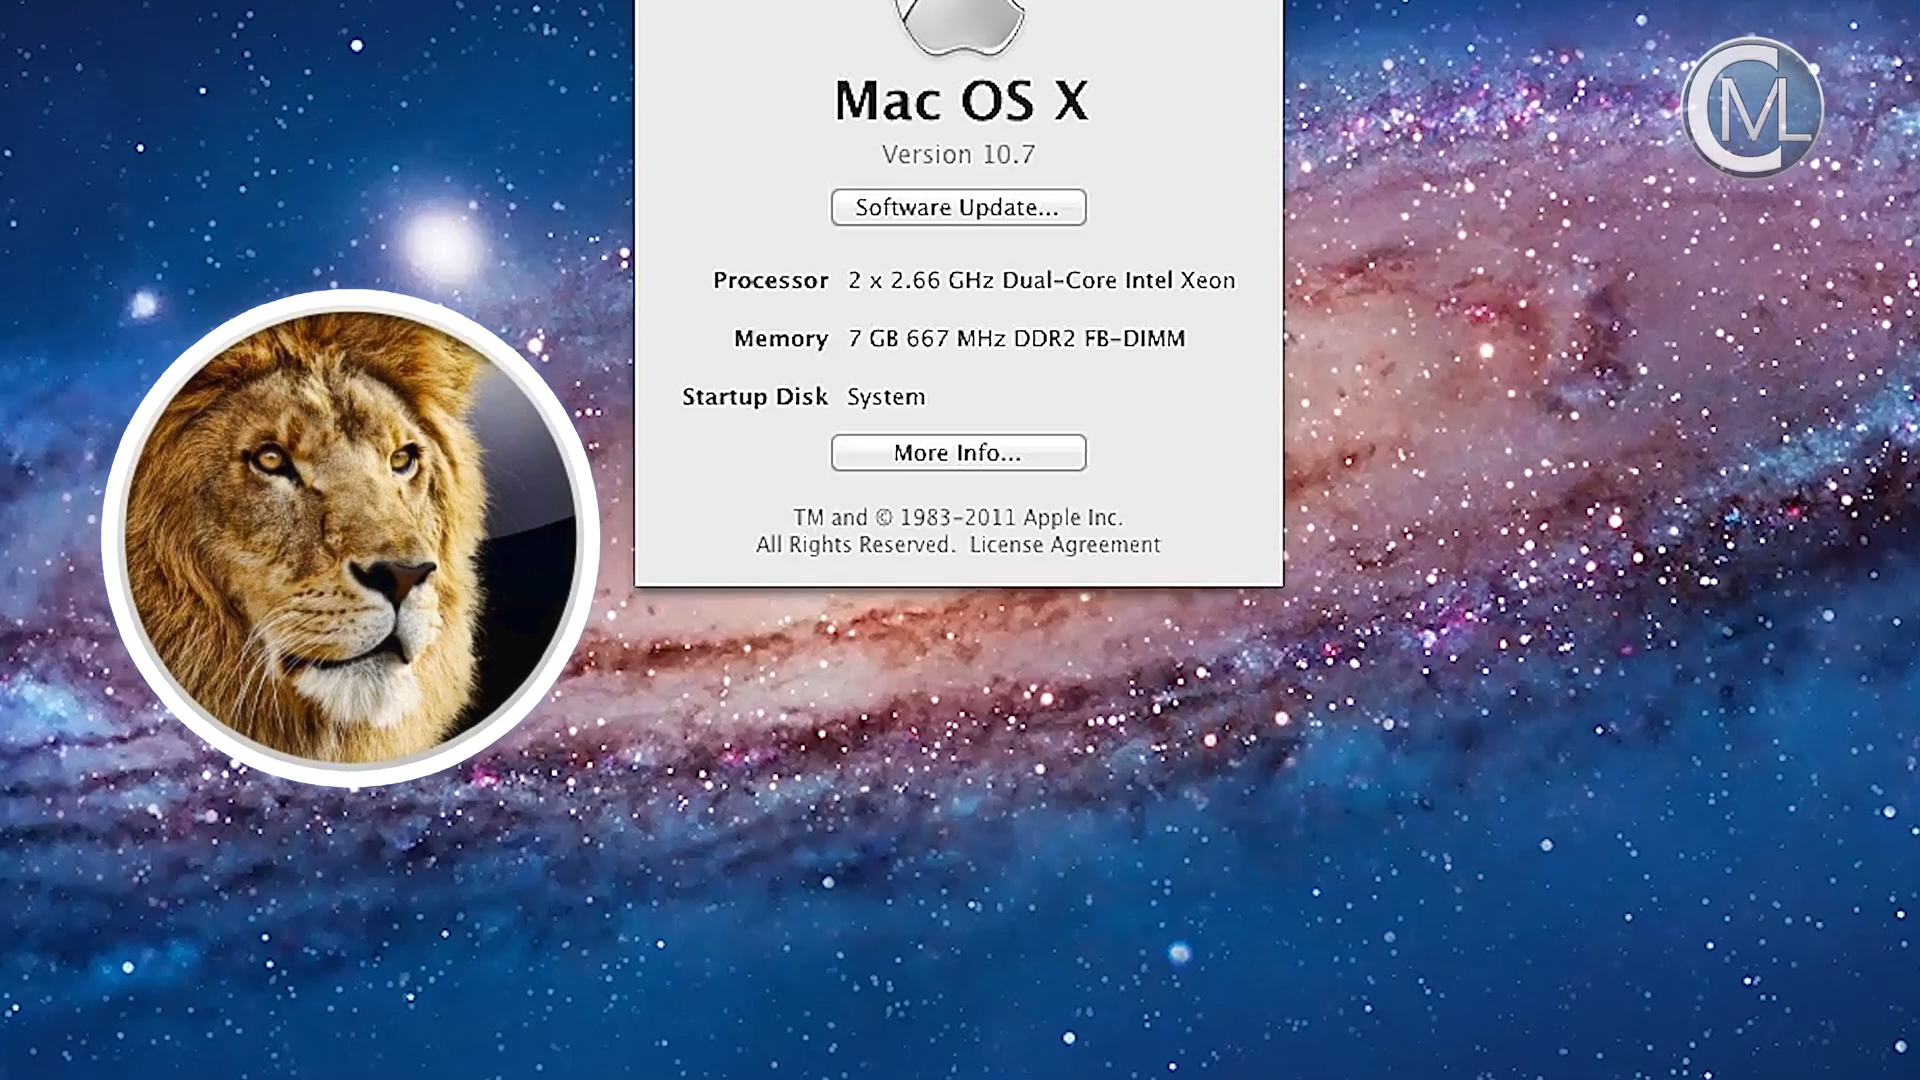 Mac OS X
Version 10.7
Software Update...
Processor 2 x 2.66 GHz Dual-Core Intel Xeon
Memory 7 GB 667 MHz DDR2 FB-DIMM
Startup Disk System
More Info...
TM and © 1983-2011 Apple Inc.
All Rights Reserved. License Agreement
CML